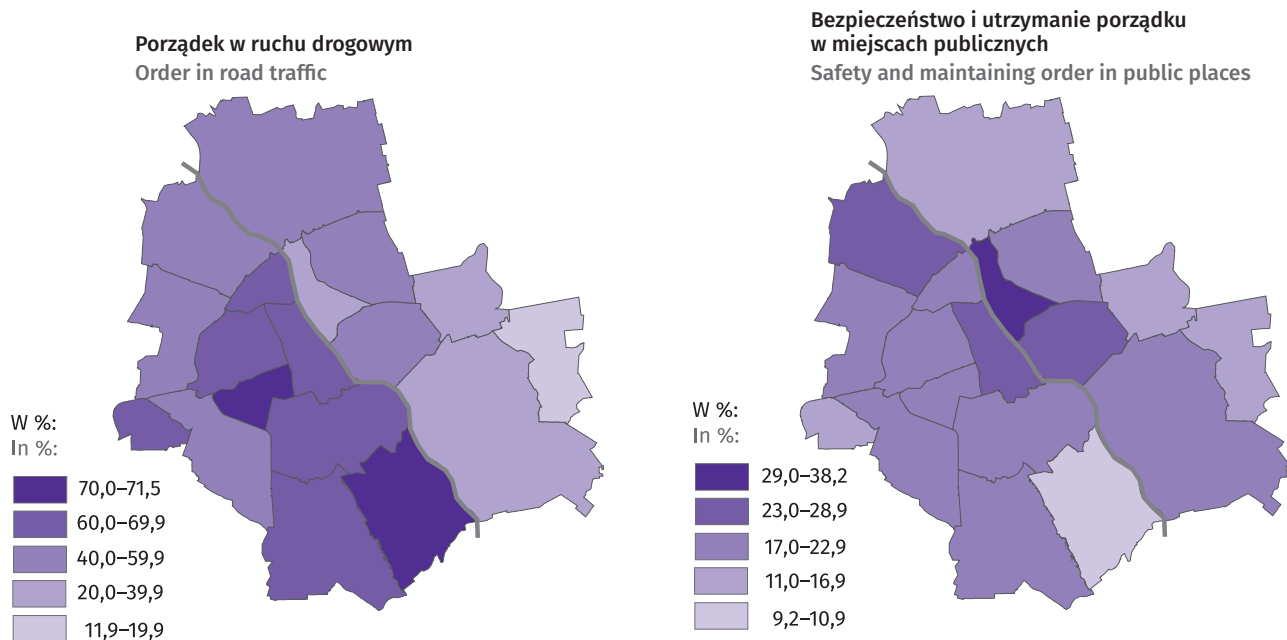 Porządek w ruchu drogowym
Order in road traffic
W %:
In %:
70,0–71,5
60,0–69,9
40,0–59,9
20,0–39,9
11,9–19,9
Bezpieczeństwo i utrzymanie porządku
w miejscach publicznych
Safety and maintaining order in public places
W %:
In %:
29,0–38,2
23,0–28,9
17,0–22,9
11,0–16,9
9,2–10,9